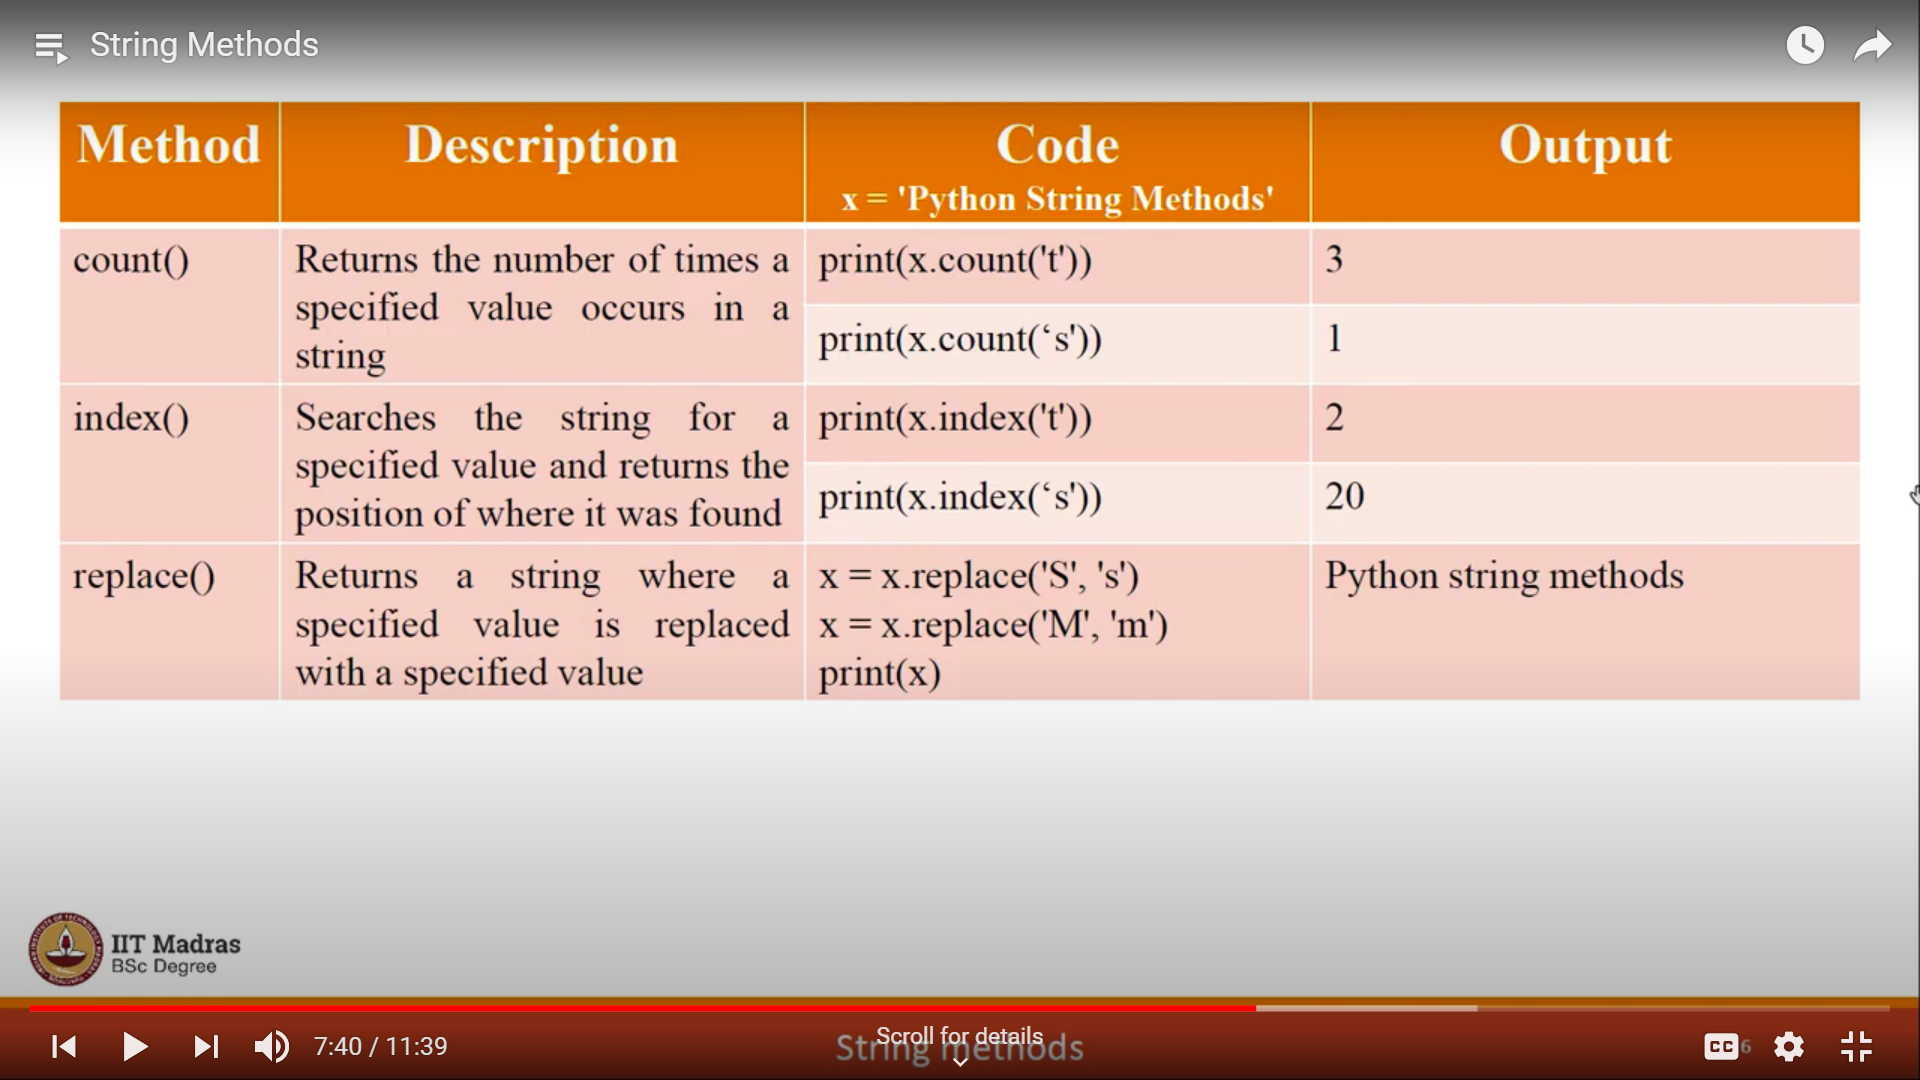 String Methods
Method Description Code Output
x = 'Python String Methods'
count() Returns the number of times a print(x.count('t')) 3
specified value occurs in a
string
print(x.count(‘s')) 1
index() Searches the string for a print(x.index('t')) 2
specified value and returns the
position of where it was found
print(x.index(‘s')) 20
replace() Returns a string where a x = x.replace('S', 's') Python string methods
specified value is replaced x = x.replace('M', 'm')
with a specified value print(x)
IIT Madras
BSc Degree
7:40 / 11:39
Scroll for details
String methods
CC
6